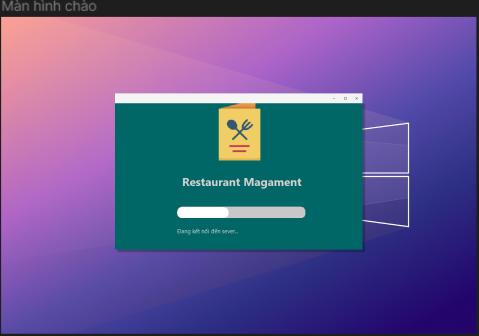 Màn hình chào
Restaurant Magament
Đang kết nối đến sever...